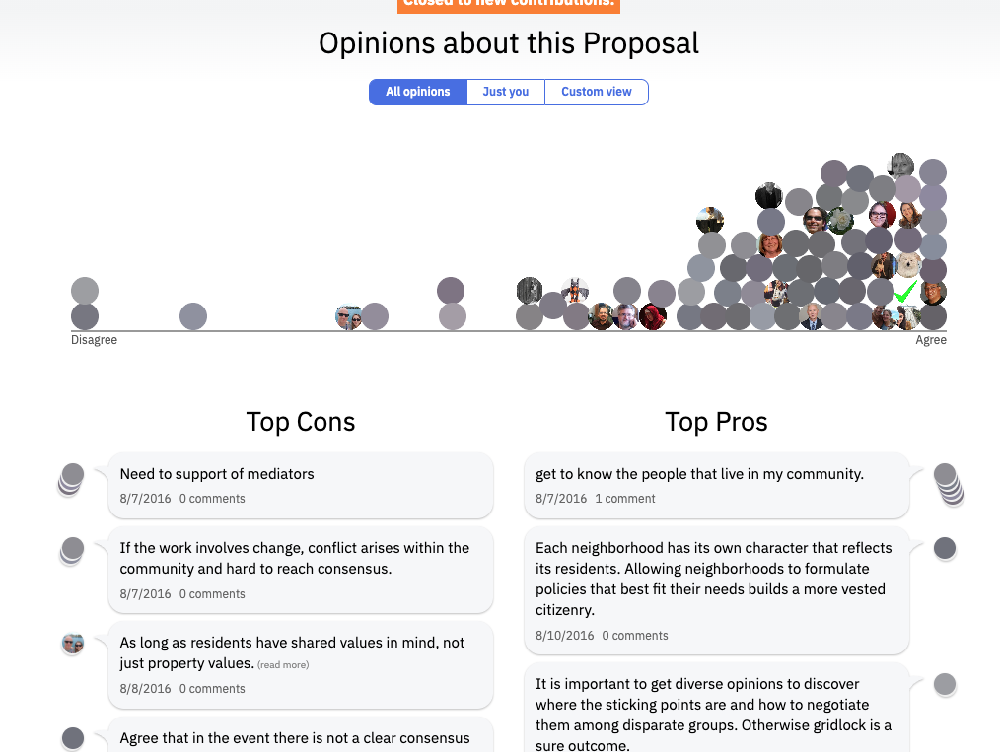 Closed to new contributions.
Opinions about this Proposal
All opinions
Just you
Custom view
Disagree
Agree
Top Cons
Need to support of mediators
8/7/2016 0 comments
If the work involves change, conflict arises within the
community and hard to reach consensus.
8/7/2016 0 comments
As long as residents have shared values in mind, not
just property values. (read more)
8/8/2016 0 comments
Agree that in the event there is not a clear consensus
Top Pros
get to know the people that live in my community.
8/7/2016 1 comment
Each neighborhood has its own character that reflects
its residents. Allowing neighborhoods to formulate
policies that best fit their needs builds a more vested
citizenry.
8/10/2016 0 comments
It is important to get diverse opinions to discover
where the sticking points are and how to negotiate
them among disparate groups. Otherwise gridlock is a
sure outcome.